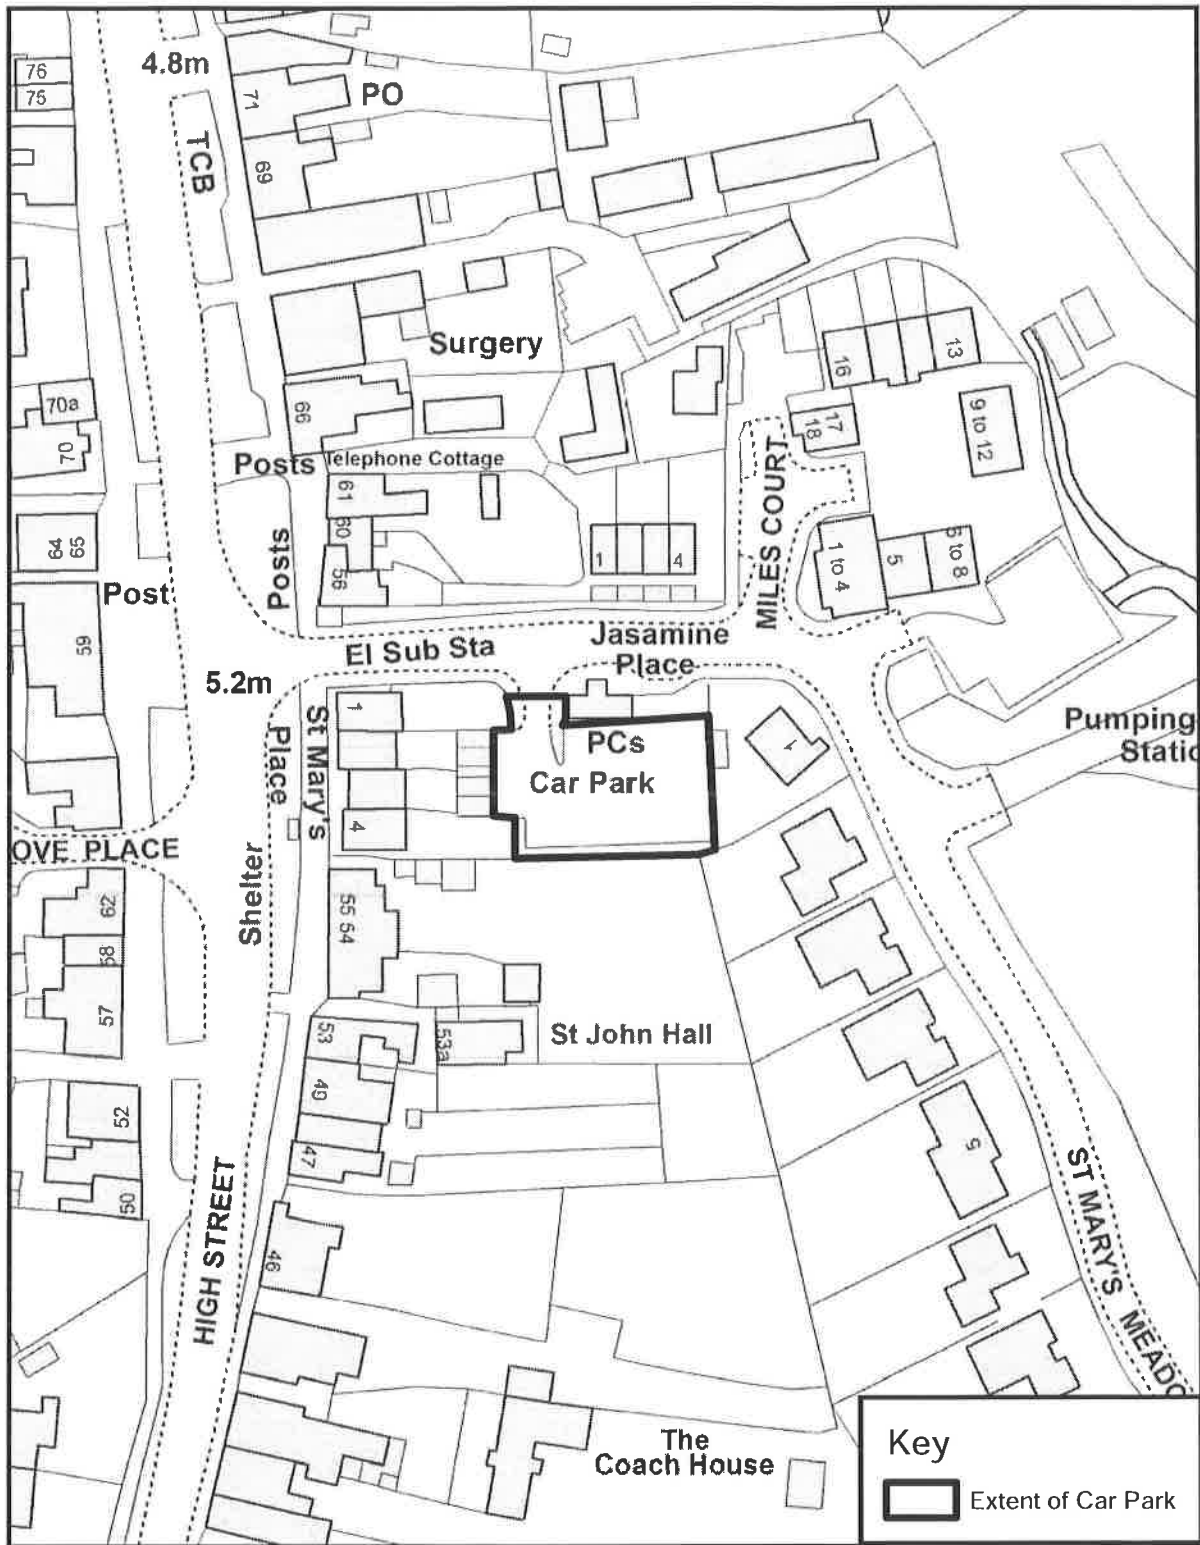 76
4.8m
75
71
PO
TCB
69
Surgery
13
16
70a
66
9 to 12
17
18
70
Posts
Telephone Cottage
61
MILES COURT
64
65
60
Posts
1
4
1 to 4
5
6 to 8
56
Post
59
Jasamine
Place
El Sub Sta
5.2m
1
St Mary's
Place
PCs
Car Park
1
Pumping
Static
4
OVE PLACE
Shelter
62
55 54
58
57
53
53a
St John Hall
49
52
47
5
50
ST MARY'S MEADO
HIGH STREET
46
The
Coach House
Key
Extent of Car Park